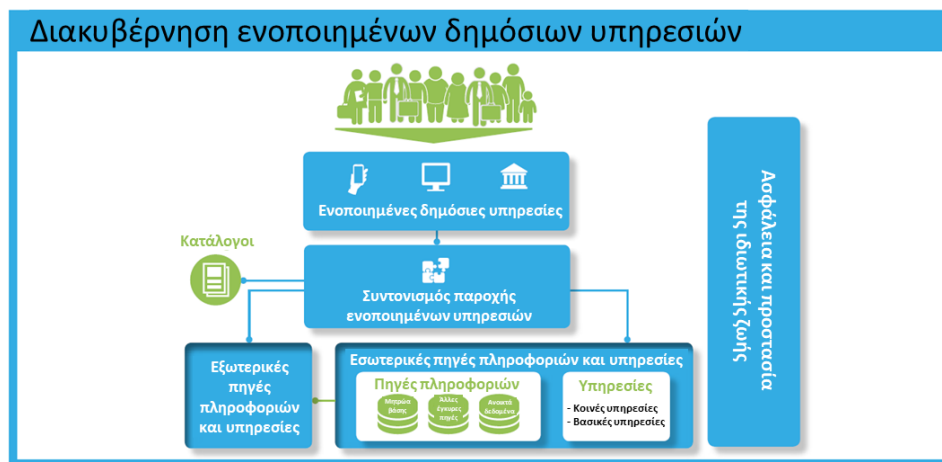 Διακυβέρνηση ενοποιημένων δημόσιων υπηρεσιών
Ενοποιημένες δημόσιες υπηρεσίες
Κατάλογοι
Συντονισμός παροχής
ενοποιημένων υπηρεσιών
Εξωτερικές
πηγές
πληροφοριών
και υπηρεσίες
Εσωτερικές πηγές πληροφοριών και υπηρεσίες
Πηγές πληροφοριών
Μητρώα
βάσης
Άλλες
έγκυρες
πηγές
Ανοικτά
δεδομένα
Υπηρεσίες
- Κοινές υπηρεσίες
- Βασικές υπηρεσίες
Ασφάλεια και προστασία
της ιδιωτικής ζωής